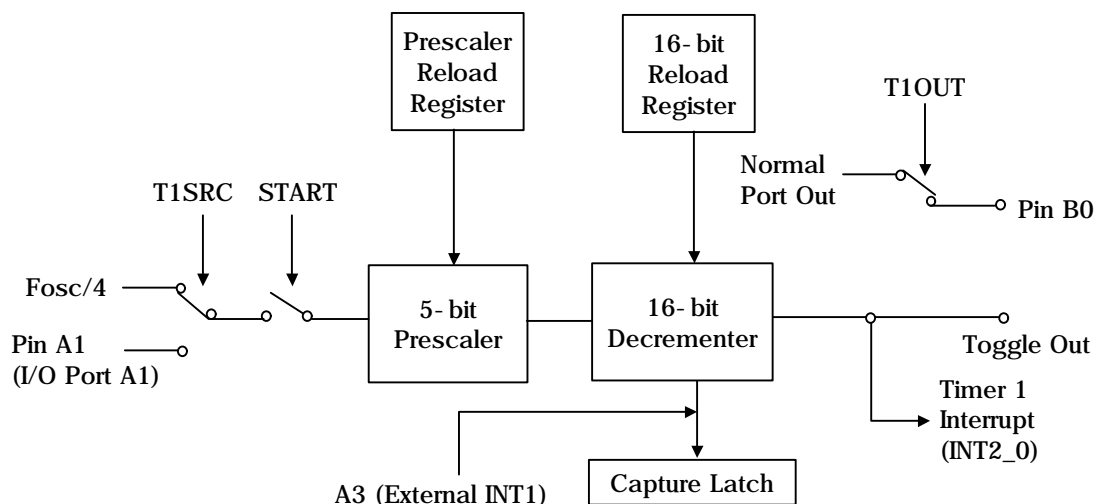 Prescaler
Reload
Register
16-bit
Reload
Register
T1OUT
Normal
Port Out
Pin B0
T1SRC
START
Fosc/4
Pin A1
(I/O Port A1)
5-bit
Prescaler
16-bit
Decrementer
Toggle Out
Timer 1
Interrupt
(INT2_0)
A3 (External INT1)
Capture Latch